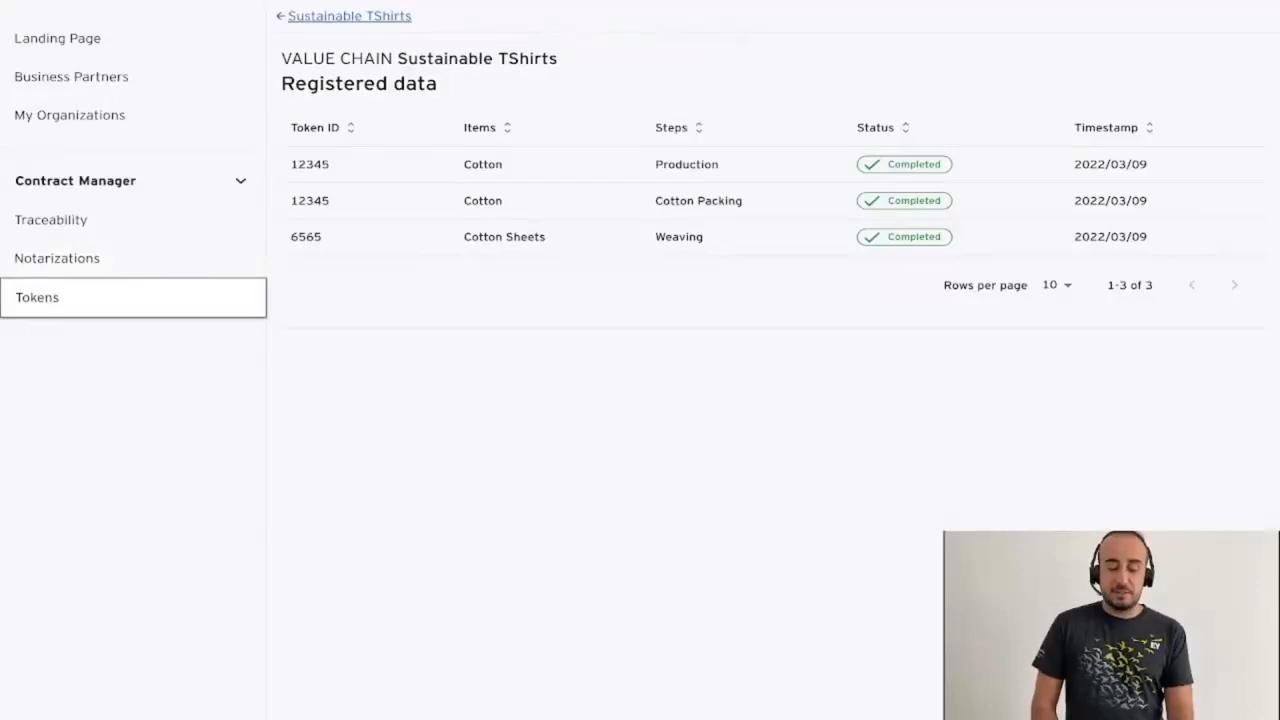 ← Sustainable TShirts
Landing Page
Business Partners
My Organizations
Contract Manager
Traceability
Notarizations
Tokens
VALUE CHAIN Sustainable TShirts
Registered data
Token ID Items Steps Status Timestamp
12345 Cotton Production Completed 2022/03/09
12345 Cotton Cotton Packing Completed 2022/03/09
6565 Cotton Sheets Weaving Completed 2022/03/09
Rows per page 10 1-3 of 3
EY